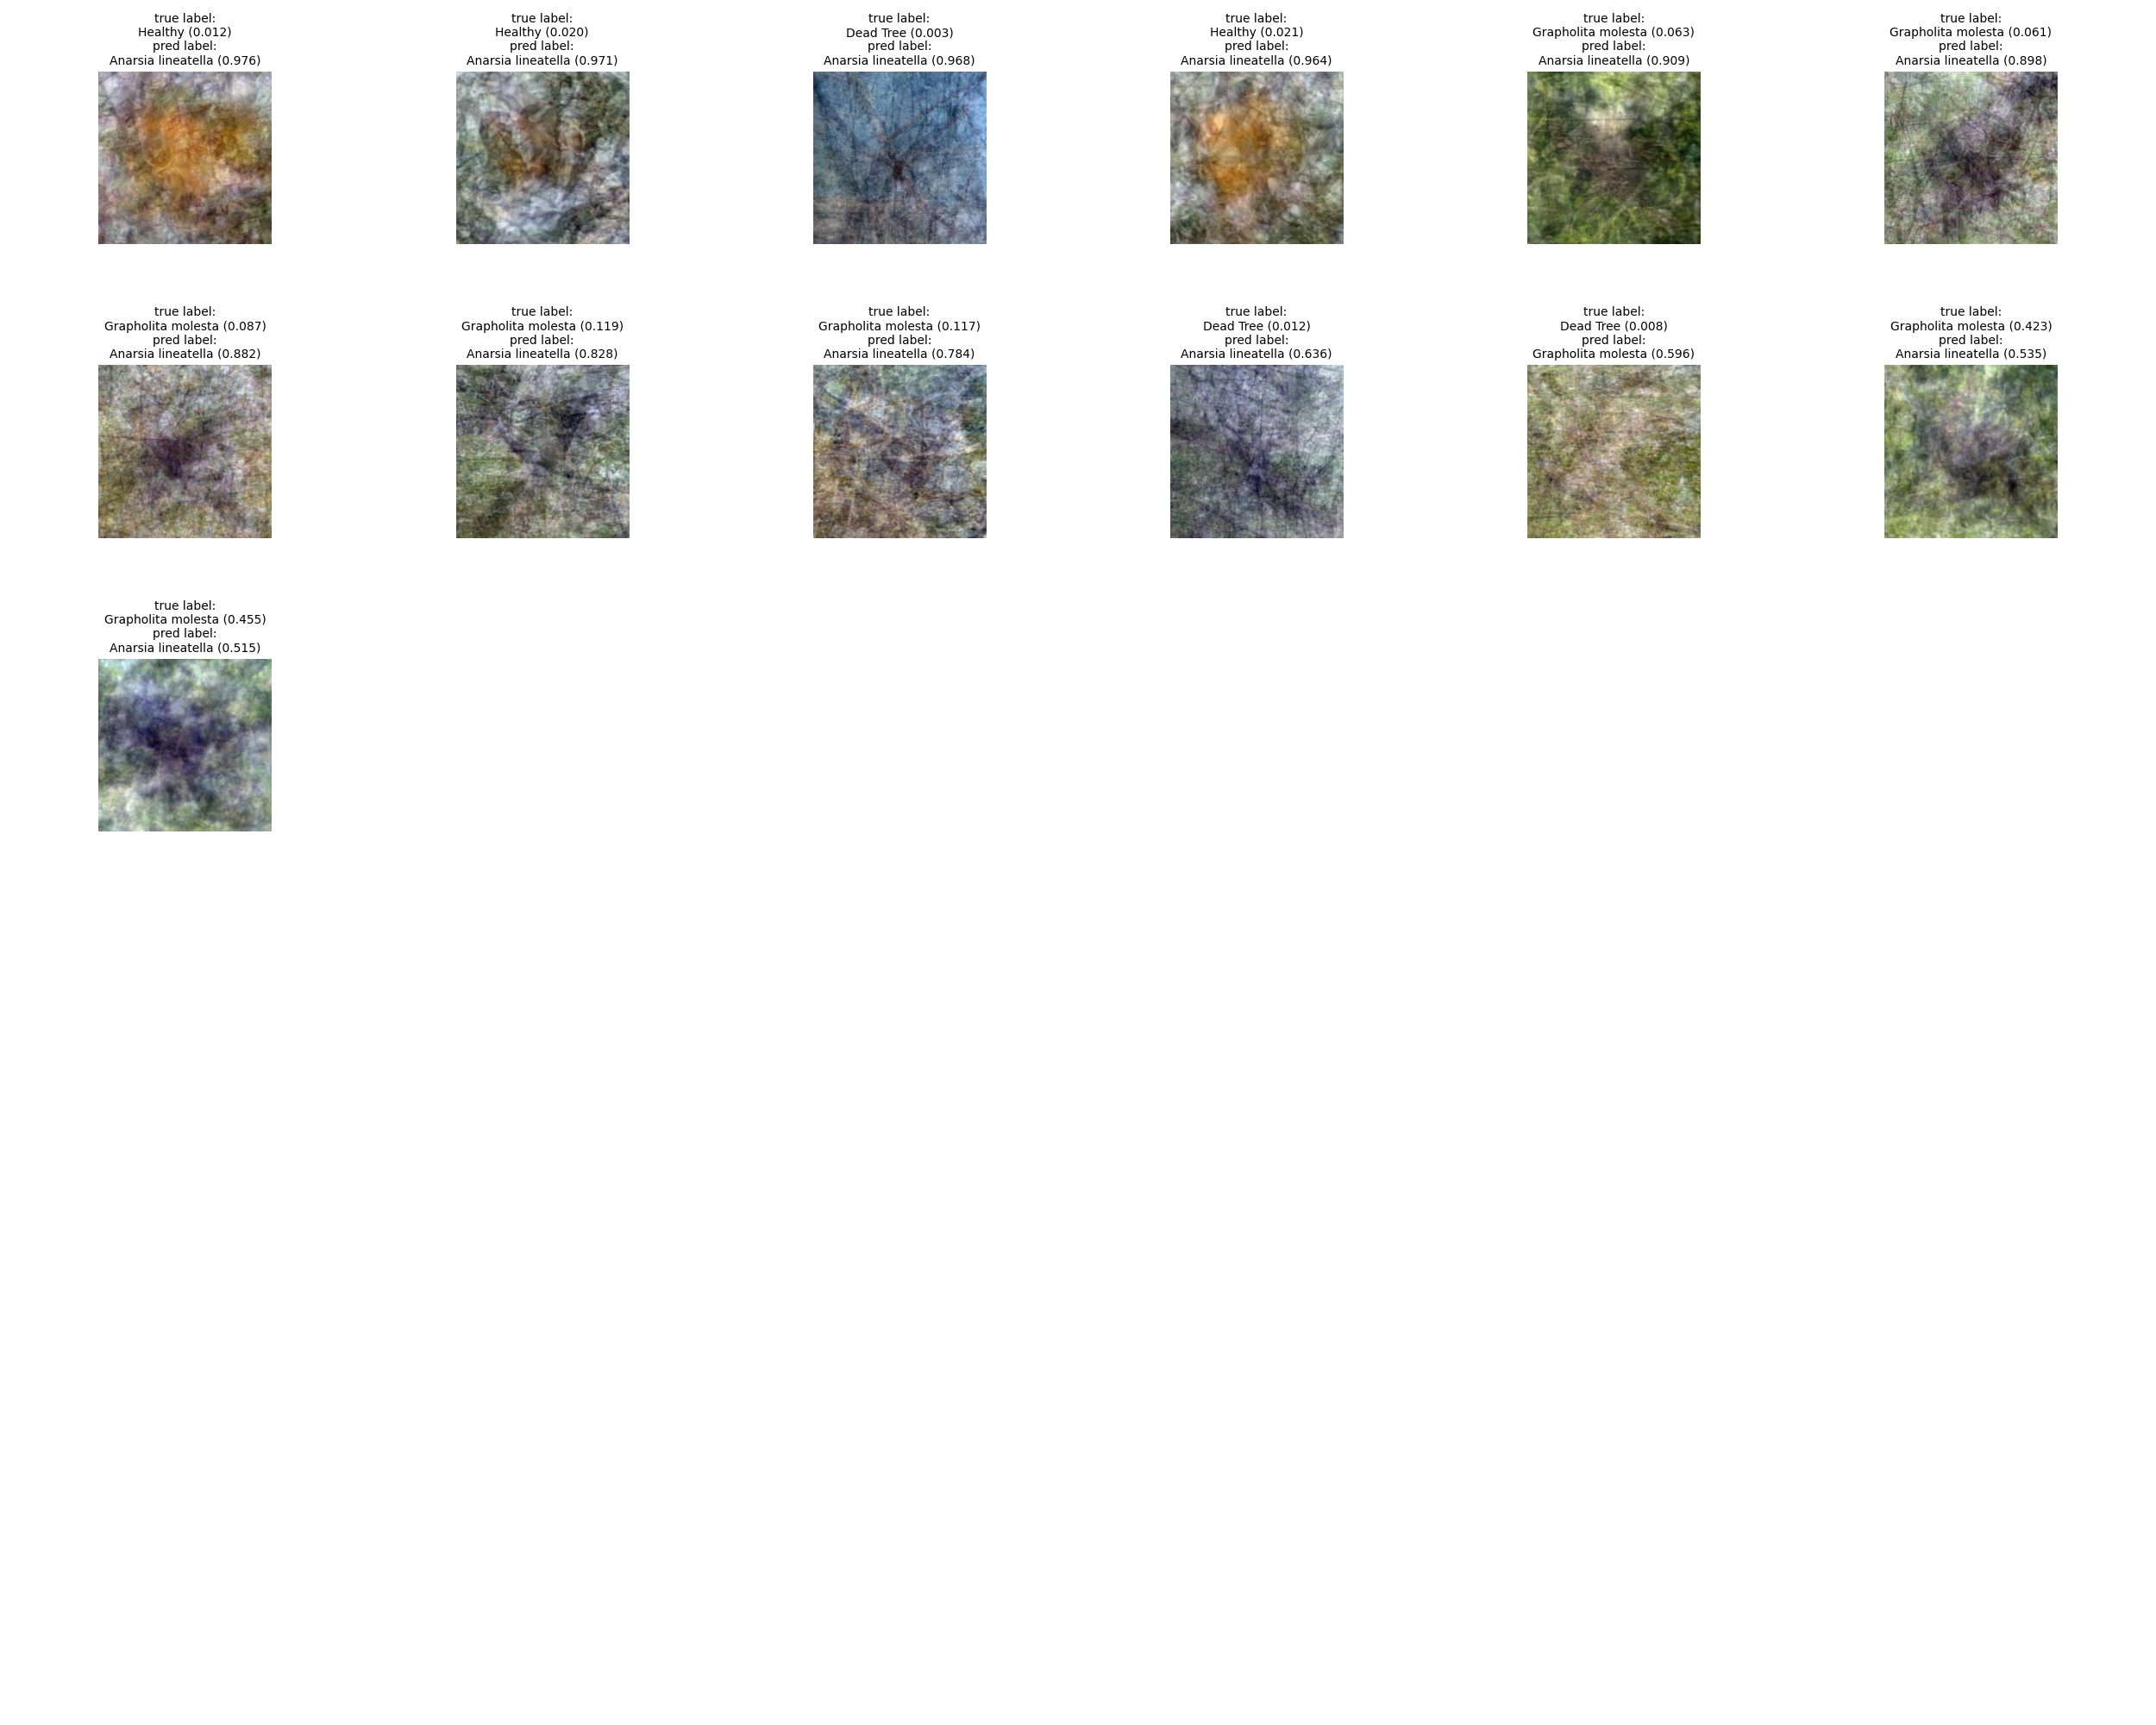 true label:
Healthy (0.012)
pred label:
Anarsia lineatella (0.976)
true label:
Healthy (0.020)
pred label:
Anarsia lineatella (0.971)
true label:
Dead Tree (0.003)
pred label:
Anarsia lineatella (0.968)
true label:
Healthy (0.021)
pred label:
Anarsia lineatella (0.964)
true label:
Grapholita molesta (0.063)
pred label:
Anarsia lineatella (0.909)
true label:
Grapholita molesta (0.061)
pred label:
Anarsia lineatella (0.898)
true label:
Grapholita molesta (0.087)
pred label:
Anarsia lineatella (0.882)
true label:
Grapholita molesta (0.119)
pred label:
Anarsia lineatella (0.828)
true label:
Grapholita molesta (0.117)
pred label:
Anarsia lineatella (0.784)
true label:
Dead Tree (0.012)
pred label:
Anarsia lineatella (0.636)
true label:
Dead Tree (0.008)
pred label:
Grapholita molesta (0.596)
true label:
Grapholita molesta (0.423)
pred label:
Anarsia lineatella (0.535)
true label:
Grapholita molesta (0.455)
pred label:
Anarsia lineatella (0.515)